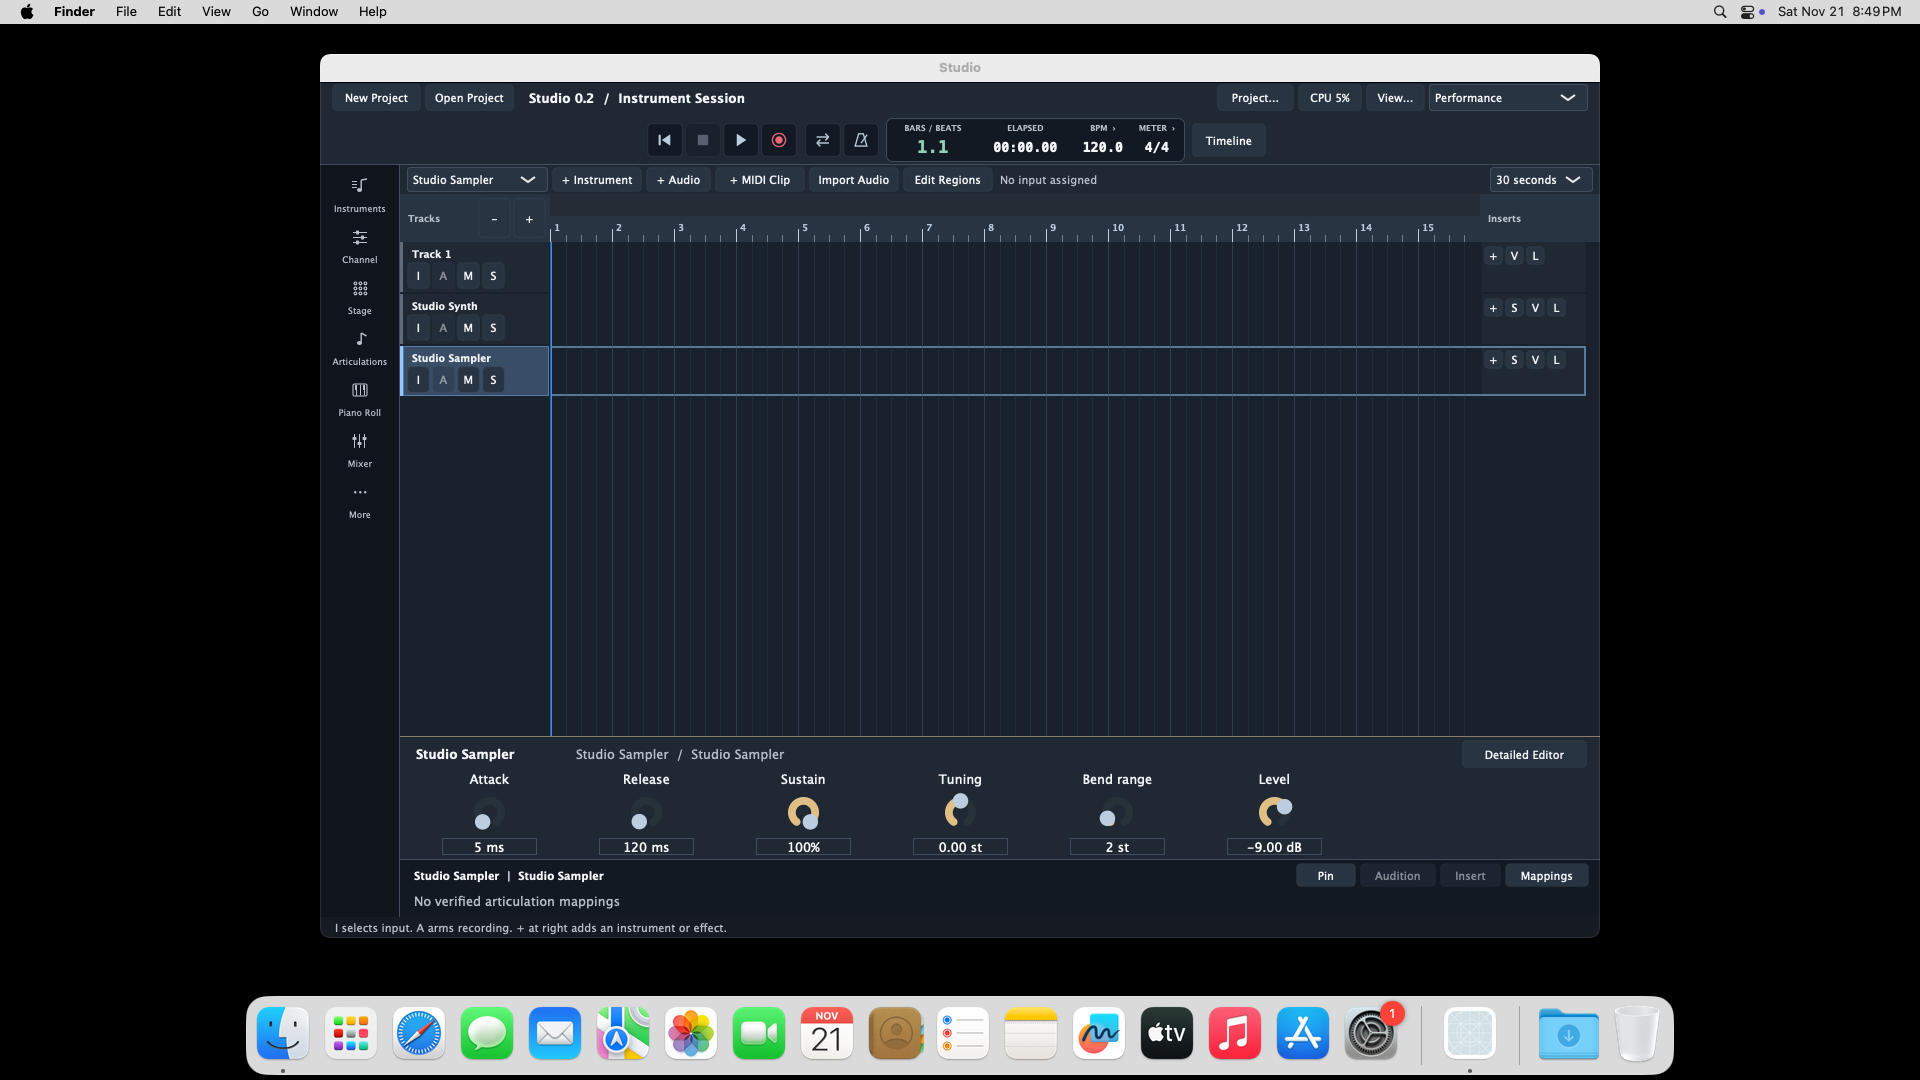 Finder File Edit View Go Window Help Sat Nov 21 8:49 PM
Studio
New Project Open Project Studio 0.2 / Instrument Session Project... CPU 5% View... Performance
BARS / BEATS ELAPSED BPM › METER ›
1.1 00:00.00 120.0 4/4 Timeline
Studio Sampler + Instrument + Audio + MIDI Clip Import Audio Edit Regions No input assigned 30 seconds
Instruments
Channel
Stage
Articulations
Piano Roll
Mixer
More
Tracks - + Inserts
1 2 3 4 5 6 7 8 9 10 11 12 13 14 15
Track 1
I A M S + V L
Studio Synth
I A M S + S V L
Studio Sampler
I A M S + S V L
Studio Sampler Studio Sampler / Studio Sampler Detailed Editor
Attack Release Sustain Tuning Bend range Level
5 ms 120 ms 100% 0.00 st 2 st -9.00 dB
Studio Sampler | Studio Sampler Pin Audition Insert Mappings
No verified articulation mappings
I selects input. A arms recording. + at right adds an instrument or effect.
NOV
21
tv
1